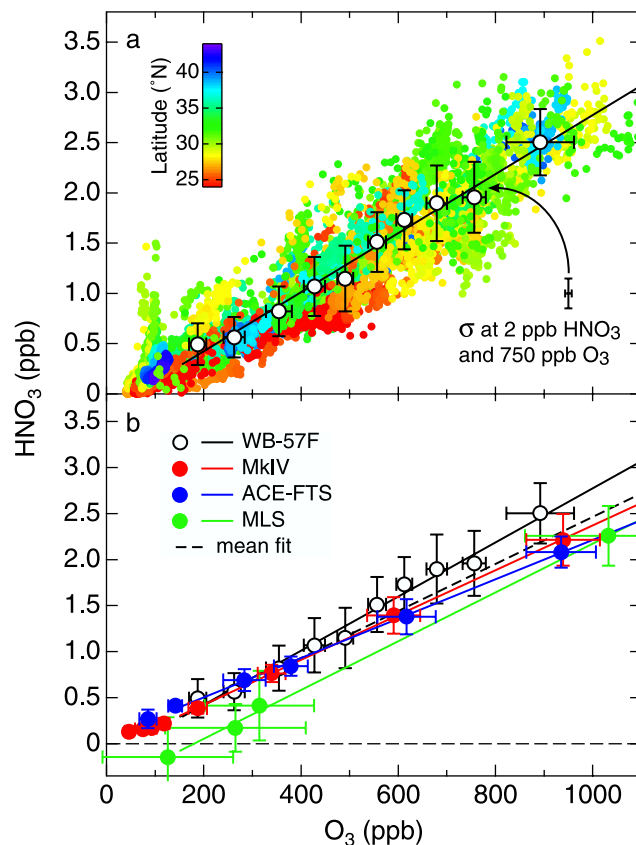 a
3.5
3.0
2.5
2.0
1.5
1.0
0.5
0
Latitude (°N)
40
35
30
25
σ at 2 ppb HNO3
and 750 ppb O3
HNO3 (ppb)
b
3.5
3.0
2.5
2.0
1.5
1.0
0.5
0
WB-57F
MkIV
ACE-FTS
MLS
mean fit
0 200 400 600 800 1000
O3 (ppb)